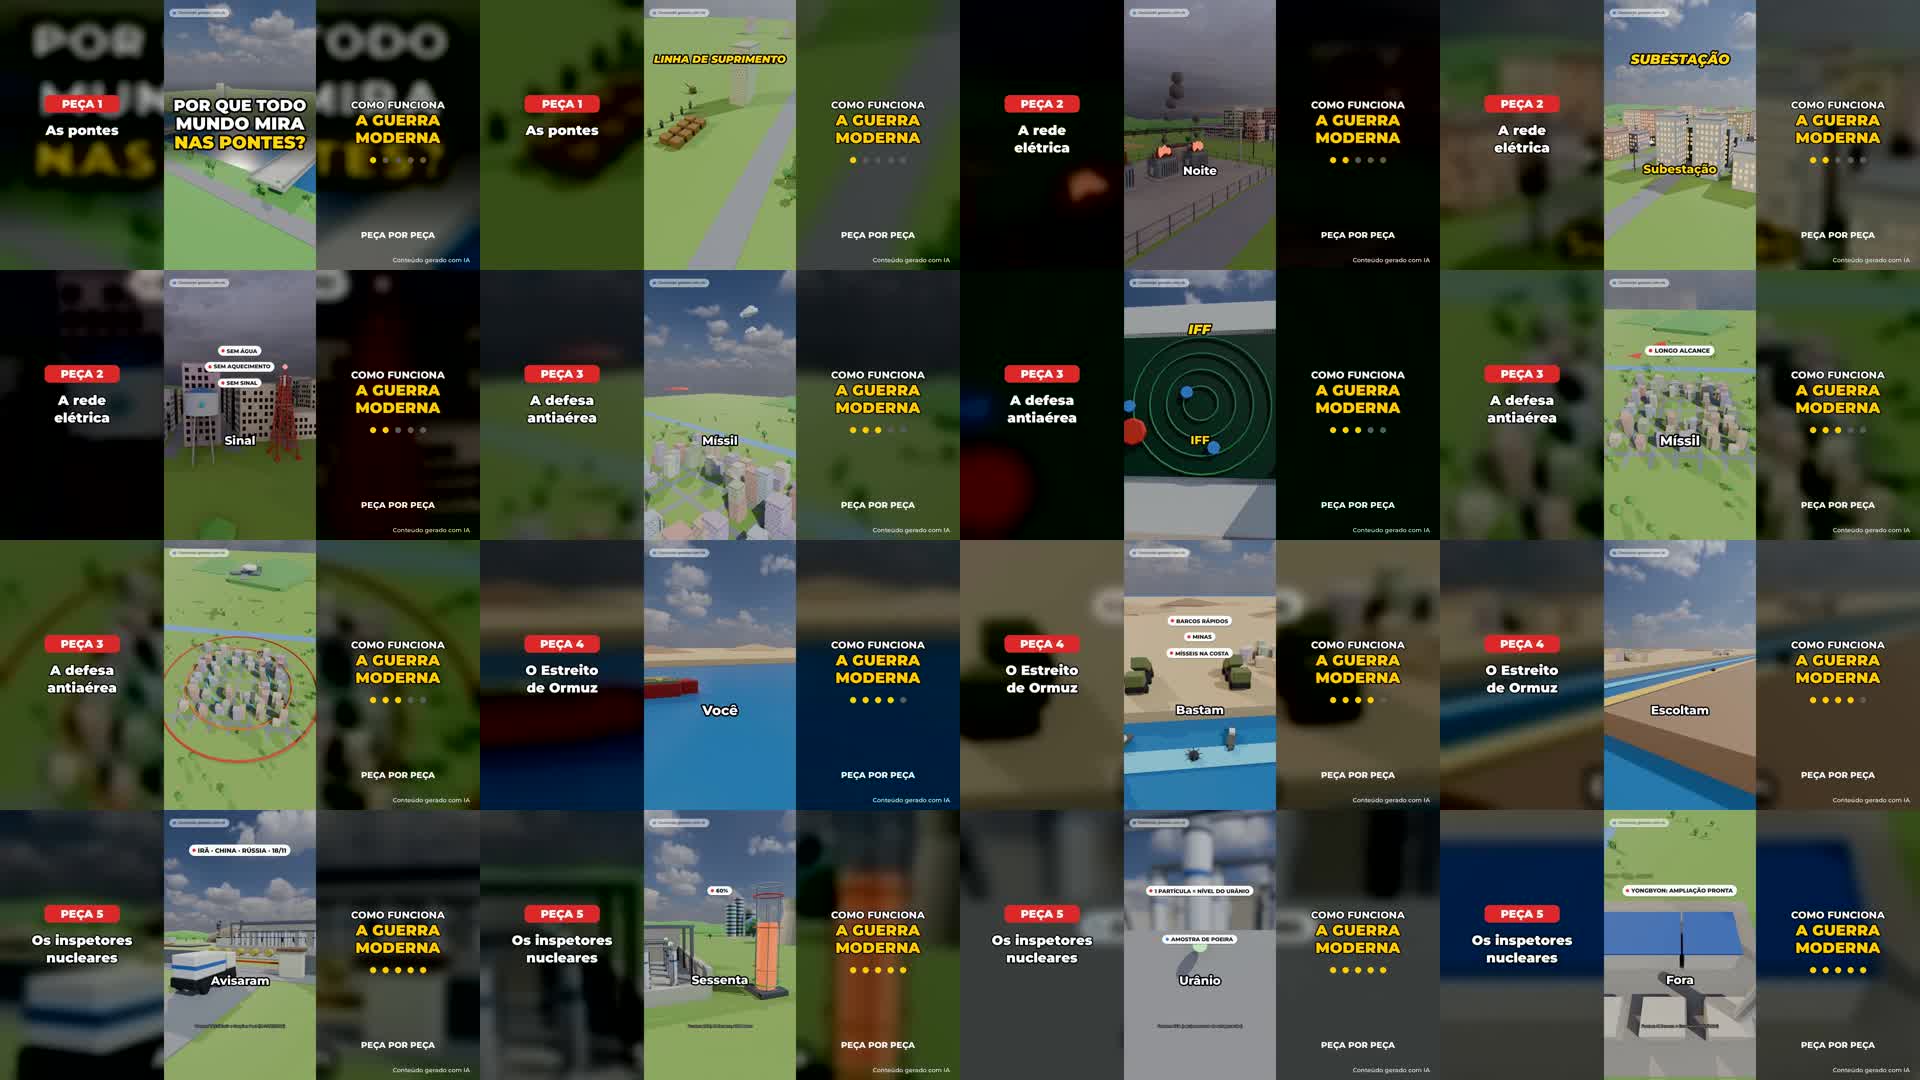 POR TODO
MUN MIRA
NAS PONTES?
PEÇA 1
As pontes
POR QUE TODO
MUNDO MIRA
NAS PONTES?
COMO FUNCIONA
A GUERRA
MODERNA
PEÇA POR PEÇA
Conteúdo gerado com IA
PEÇA 1
As pontes
LINHA DE SUPRIMENTO
COMO FUNCIONA
A GUERRA
MODERNA
PEÇA POR PEÇA
Conteúdo gerado com IA
PEÇA 2
A rede
elétrica
Noite
COMO FUNCIONA
A GUERRA
MODERNA
PEÇA POR PEÇA
Conteúdo gerado com IA
PEÇA 2
A rede
elétrica
SUBESTAÇÃO
Subestação
COMO FUNCIONA
A GUERRA
MODERNA
PEÇA POR PEÇA
Conteúdo gerado com IA
PEÇA 2
A rede
elétrica
SEM ÁGUA
SEM AQUECIMENTO
SEM SINAL
Sinal
COMO FUNCIONA
A GUERRA
MODERNA
PEÇA POR PEÇA
Conteúdo gerado com IA
PEÇA 3
A defesa
antiaérea
Míssil
COMO FUNCIONA
A GUERRA
MODERNA
PEÇA POR PEÇA
Conteúdo gerado com IA
PEÇA 3
A defesa
antiaérea
IFF
IFF
COMO FUNCIONA
A GUERRA
MODERNA
PEÇA POR PEÇA
Conteúdo gerado com IA
PEÇA 3
A defesa
antiaérea
LONGO ALCANCE
Míssil
COMO FUNCIONA
A GUERRA
MODERNA
PEÇA POR PEÇA
Conteúdo gerado com IA
PEÇA 3
A defesa
antiaérea
COMO FUNCIONA
A GUERRA
MODERNA
PEÇA POR PEÇA
Conteúdo gerado com IA
PEÇA 4
O Estreito
de Ormuz
Você
COMO FUNCIONA
A GUERRA
MODERNA
PEÇA POR PEÇA
Conteúdo gerado com IA
PEÇA 4
O Estreito
de Ormuz
BARCOS RÁPIDOS
MINAS
MÍSSEIS NA COSTA
Bastam
COMO FUNCIONA
A GUERRA
MODERNA
PEÇA POR PEÇA
Conteúdo gerado com IA
PEÇA 4
O Estreito
de Ormuz
Escoltam
COMO FUNCIONA
A GUERRA
MODERNA
PEÇA POR PEÇA
Conteúdo gerado com IA
PEÇA 5
Os inspetores
nucleares
IRÃ · CHINA · RÚSSIA · 18/11
Avisaram
COMO FUNCIONA
A GUERRA
MODERNA
PEÇA POR PEÇA
Conteúdo gerado com IA
PEÇA 5
Os inspetores
nucleares
60%
Sessenta
COMO FUNCIONA
A GUERRA
MODERNA
PEÇA POR PEÇA
Conteúdo gerado com IA
PEÇA 5
Os inspetores
nucleares
1 PARTÍCULA = NÍVEL DO URÂNIO
AMOSTRA DE POEIRA
Urânio
COMO FUNCIONA
A GUERRA
MODERNA
PEÇA POR PEÇA
Conteúdo gerado com IA
PEÇA 5
Os inspetores
nucleares
YONGBYON: AMPLIAÇÃO PRONTA
Fora
COMO FUNCIONA
A GUERRA
MODERNA
PEÇA POR PEÇA
Conteúdo gerado com IA